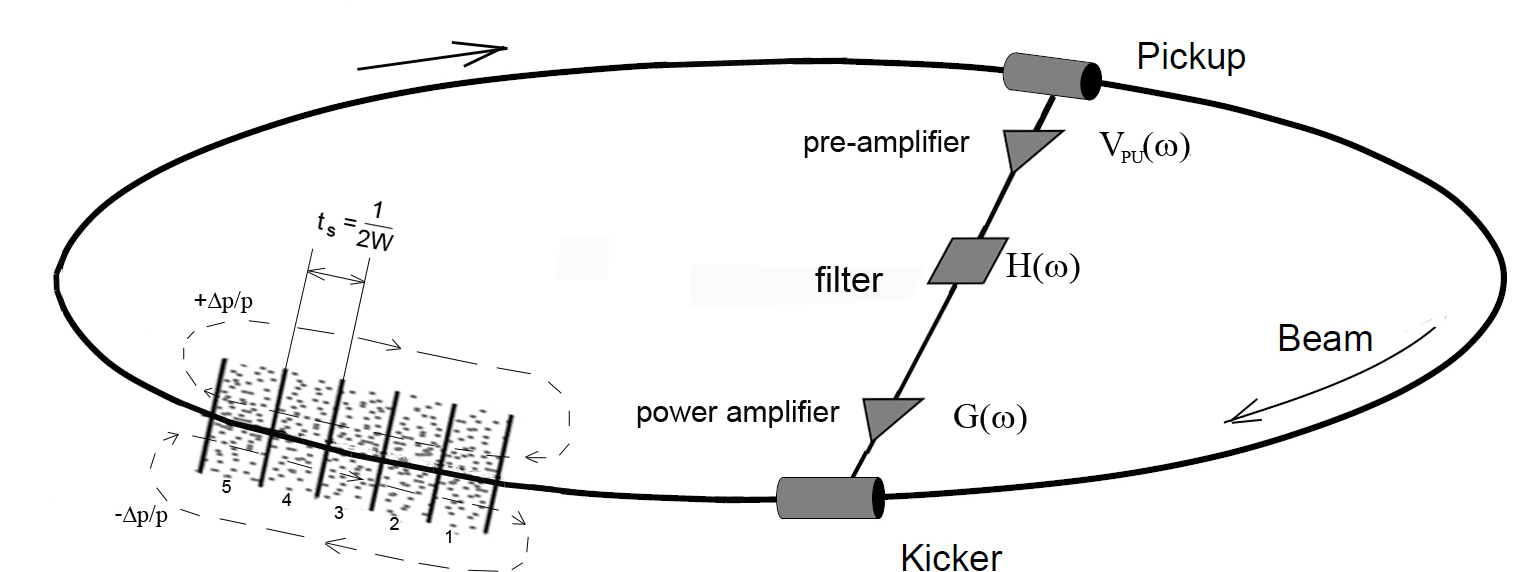 Pickup
pre-amplifier
V_PU(ω)
t_s = 1/2W
filter
H(ω)
+Δp/p
Beam
power amplifier
G(ω)
5
4
3
2
1
-Δp/p
Kicker